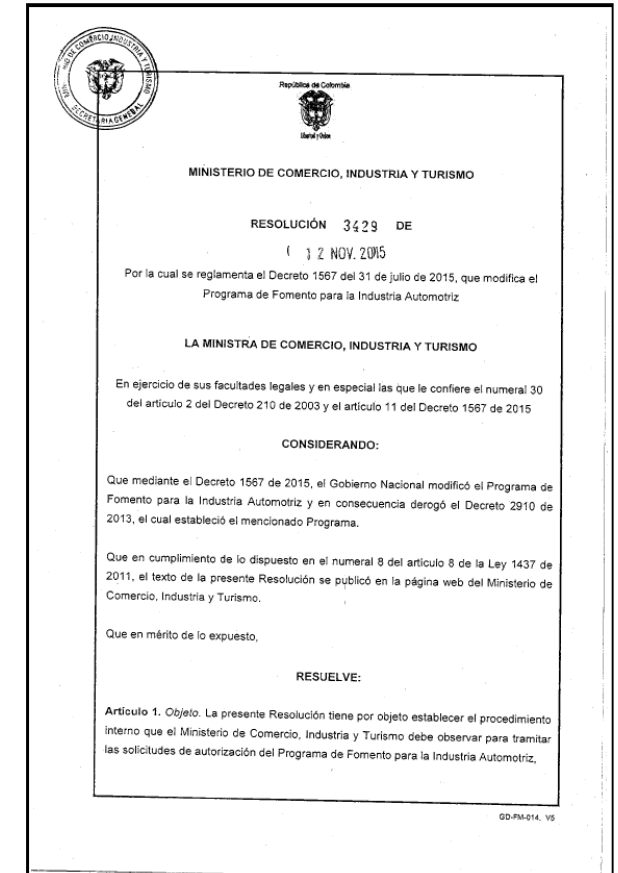 MINISTERIO DE COMERCIO, INDUSTRIA Y TURISMO
SECRETARIA GENERAL
República de Colombia
Libertad y Orden
MINISTERIO DE COMERCIO, INDUSTRIA Y TURISMO
RESOLUCIÓN 3429 DE
( 12 NOV. 2015
Por la cual se reglamenta el Decreto 1567 del 31 de julio de 2015, que modifica el
Programa de Fomento para la Industria Automotriz
LA MINISTRA DE COMERCIO, INDUSTRIA Y TURISMO
En ejercicio de sus facultades legales y en especial las que le confiere el numeral 30
del artículo 2 del Decreto 210 de 2003 y el artículo 11 del Decreto 1567 de 2015
CONSIDERANDO:
Que mediante el Decreto 1567 de 2015, el Gobierno Nacional modificó el Programa de
Fomento para la Industria Automotriz y en consecuencia derogó el Decreto 2910 de
2013, el cual estableció el mencionado Programa.
Que en cumplimiento de lo dispuesto en el numeral 8 del artículo 8 de la Ley 1437 de
2011, el texto de la presente Resolución se publicó en la página web del Ministerio de
Comercio, Industria y Turismo.
Que en mérito de lo expuesto,
RESUELVE:
Artículo 1. Objeto. La presente Resolución tiene por objeto establecer el procedimiento
interno que el Ministerio de Comercio, Industria y Turismo debe observar para tramitar
las solicitudes de autorización del Programa de Fomento para la Industria Automotriz,
GD-FM-014. V5